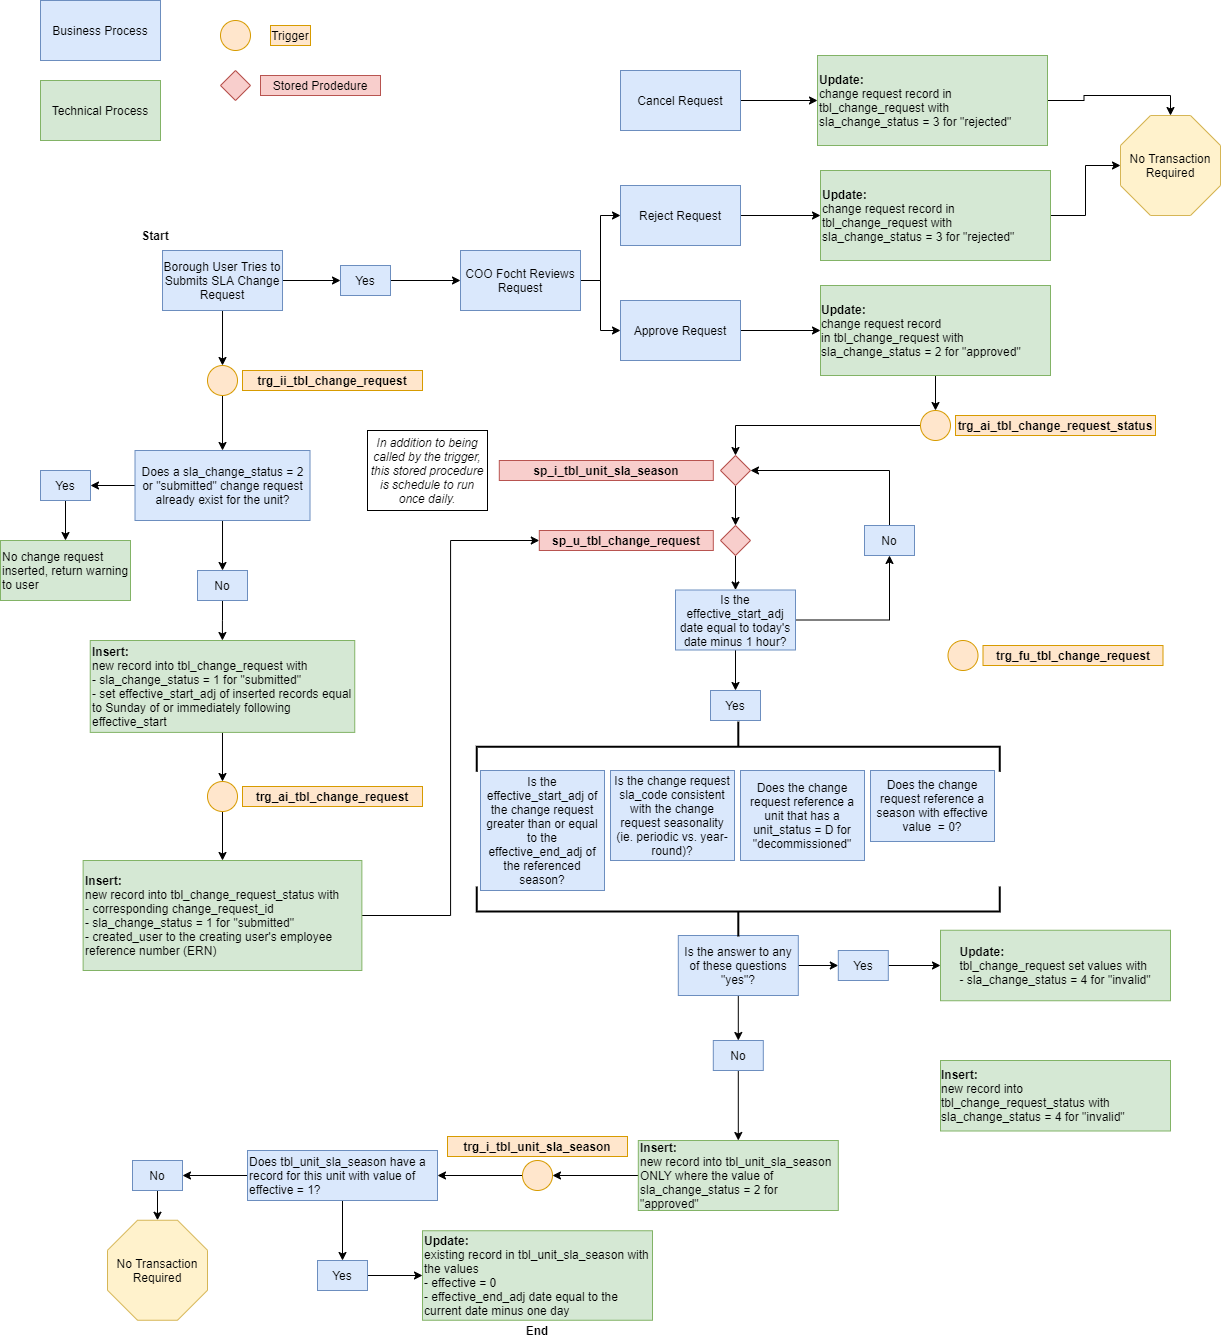 Business Process
Trigger
Stored Prodedure
Technical Process
Cancel Request
Update:
change request record in
tbl_change_request with
sla_change_status = 3 for "rejected"
No Transaction
Required
Reject Request
Update:
change request record in
tbl_change_request with
sla_change_status = 3 for "rejected"
Start
Borough User Tries to
Submits SLA Change
Request
Yes
COO Focht Reviews
Request
Approve Request
Update:
change request record
in tbl_change_request with
sla_change_status = 2 for "approved"
trg_ii_tbl_change_request
trg_ai_tbl_change_request_status
In addition to being
called by the trigger,
this stored procedure
is schedule to run
once daily.
sp_i_tbl_unit_sla_season
Does a sla_change_status = 2
or "submitted" change request
already exist for the unit?
Yes
No change request
inserted, return warning
to user
No
sp_u_tbl_change_request
No
Is the
effective_start_adj
date equal to today's
date minus 1 hour?
trg_fu_tbl_change_request
Insert:
new record into tbl_change_request with
- sla_change_status = 1 for "submitted"
- set effective_start_adj of inserted records equal
to Sunday of or immediately following
effective_start
Yes
trg_ai_tbl_change_request
Is the
effective_start_adj of
the change request
greater than or equal
to the
effective_end_adj of
the referenced
season?
Is the change request
sla_code consistent
with the change
request seasonality
(ie. periodic vs. year-
round)?
Does the change
request reference a
unit that has a
unit_status = D for
"decommissioned"
Does the change
request reference a
season with effective
value = 0?
Insert:
new record into tbl_change_request_status with
- corresponding change_request_id
- sla_change_status = 1 for "submitted"
- created_user to the creating user's employee
reference number (ERN)
Is the answer to any
of these questions
"yes"?
Yes
Update:
tbl_change_request set values with
- sla_change_status = 4 for "invalid"
No
Insert:
new record into
tbl_change_request_status with
sla_change_status = 4 for "invalid"
trg_i_tbl_unit_sla_season
Insert:
new record into tbl_unit_sla_season
ONLY where the value of
sla_change_status = 2 for
"approved"
Does tbl_unit_sla_season have a
record for this unit with value of
effective = 1?
No
No Transaction
Required
Yes
Update:
existing record in tbl_unit_sla_season with
the values
- effective = 0
- effective_end_adj date equal to the
current date minus one day
End